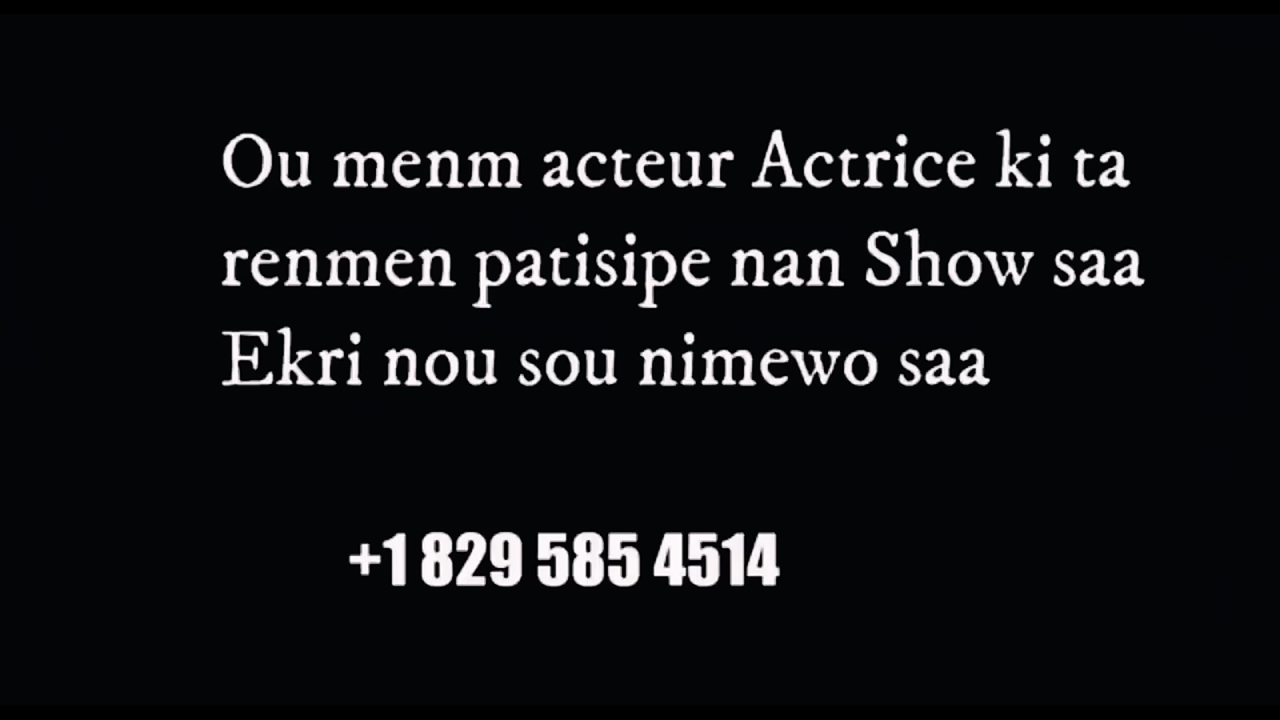 Ou menm acteur Actrice ki ta
renmen patisipe nan Show saa
Ekri nou sou nimewo saa
+1 829 585 4514